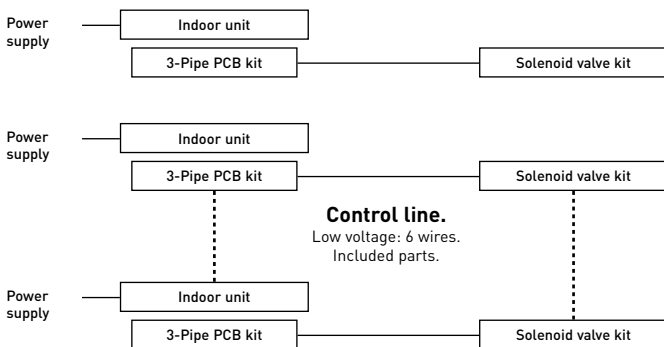 Power
supply
Indoor unit
3-Pipe PCB kit
Solenoid valve kit
Power
supply
Indoor unit
3-Pipe PCB kit
Solenoid valve kit
Control line.
Low voltage: 6 wires.
Included parts.
Power
supply
Indoor unit
3-Pipe PCB kit
Solenoid valve kit